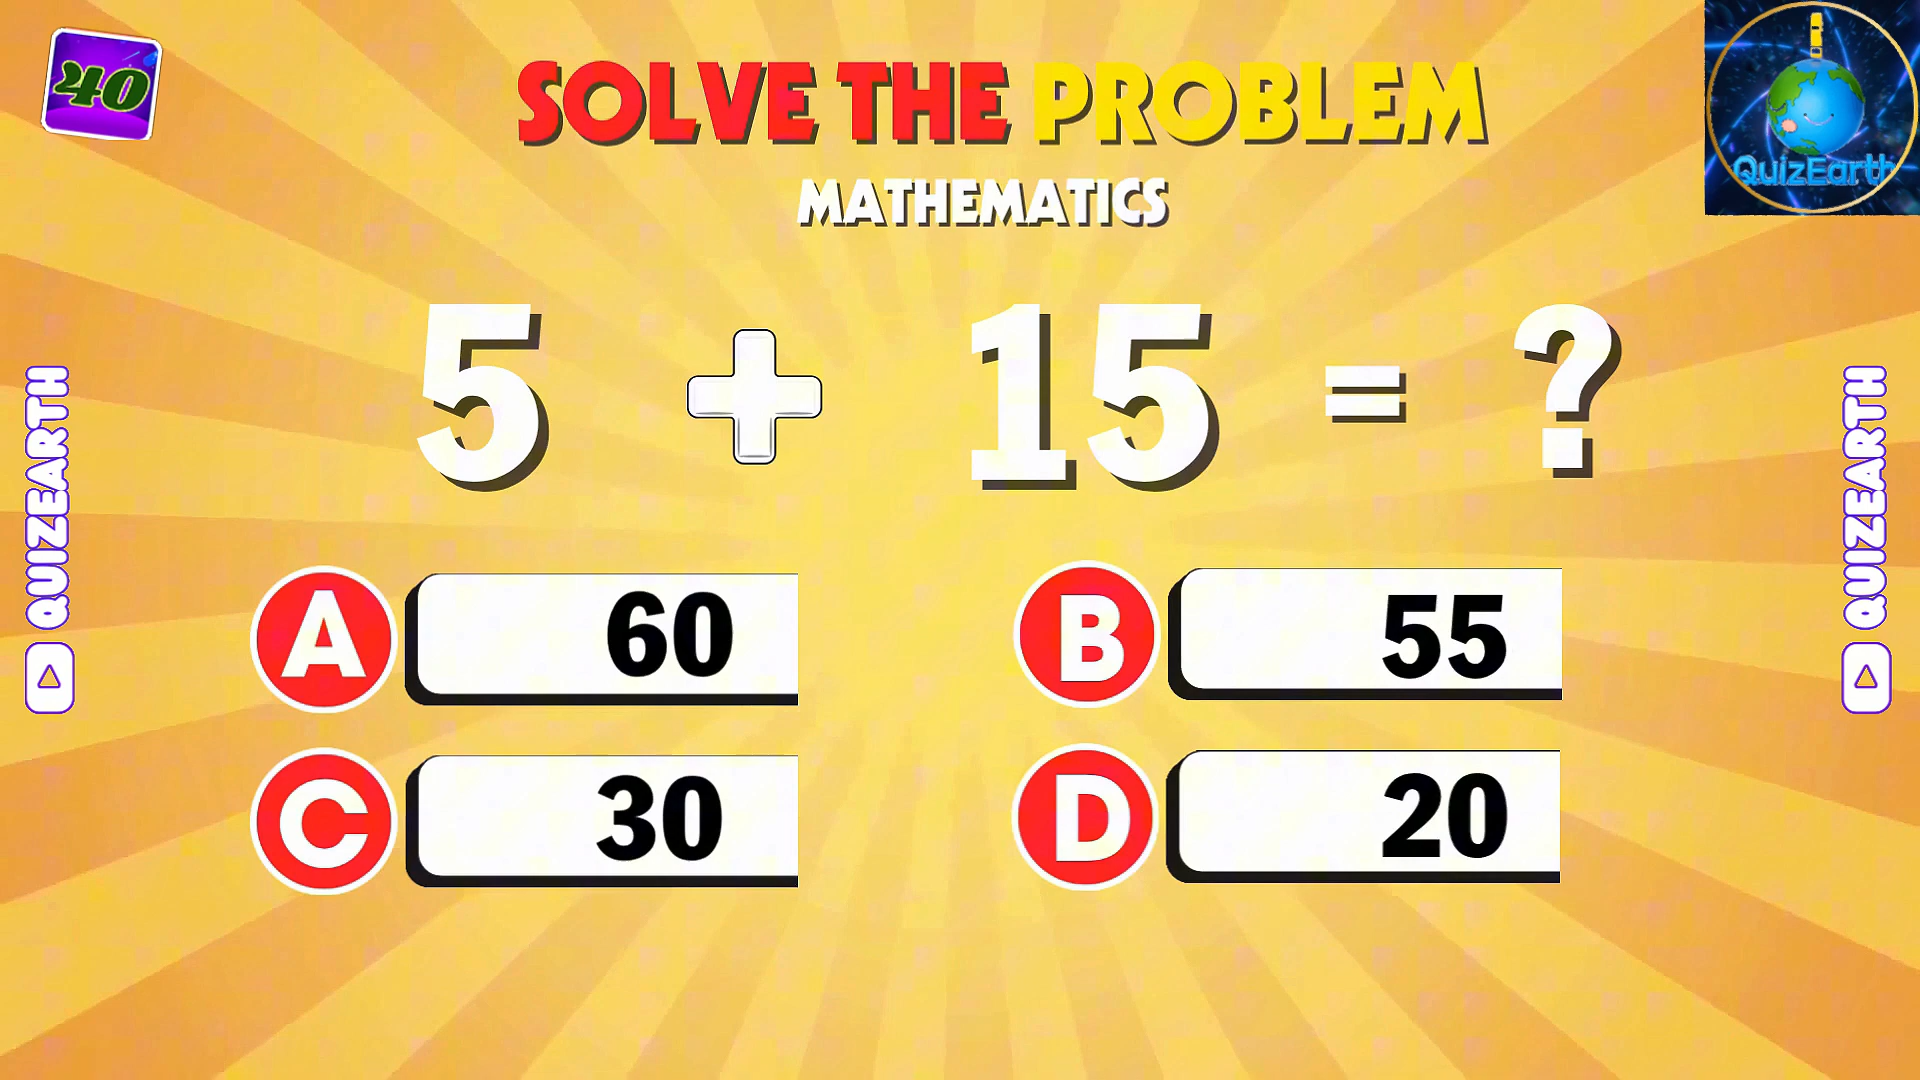 40
SOLVE THE PROBLEM
MATHEMATICS
QuizEarth
5 + 15 = ?
QUIZEARTH
QUIZEARTH
A 60
B 55
C 30
D 20